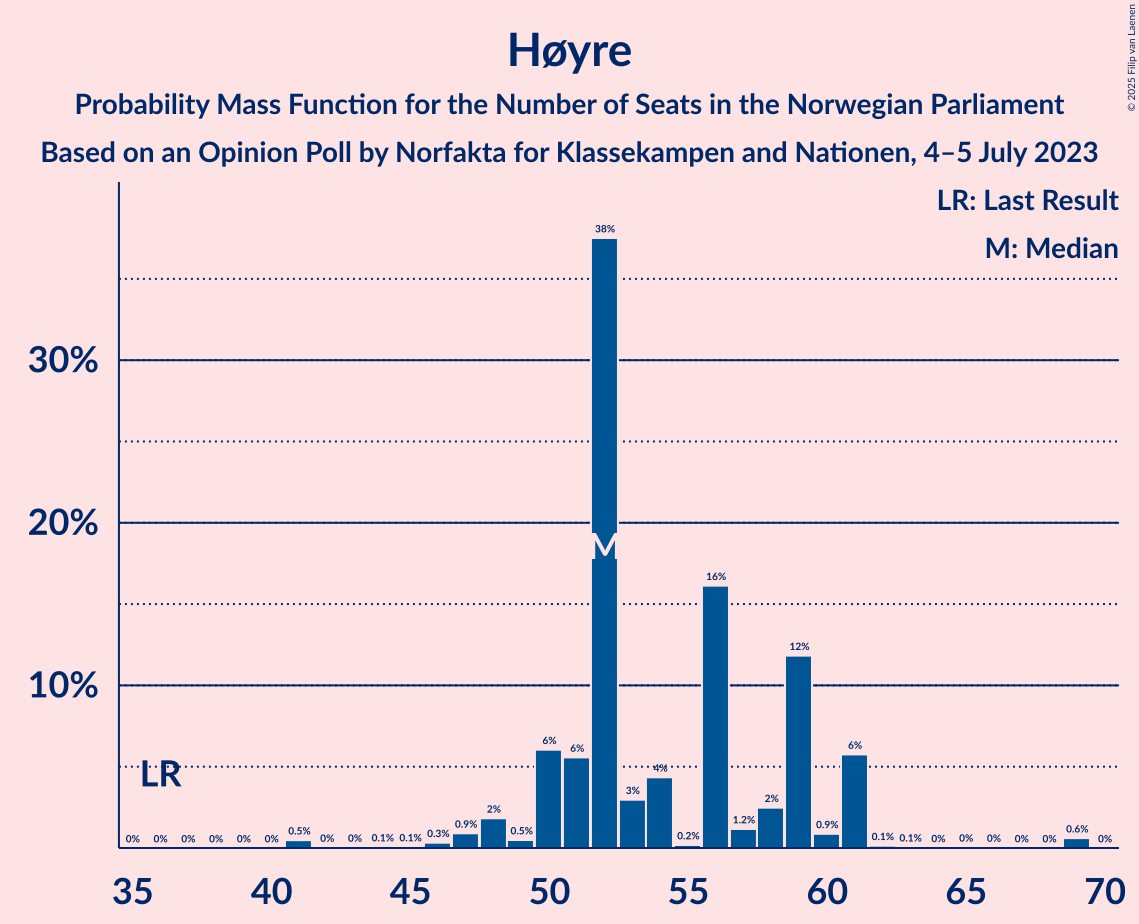 Høyre
Probability Mass Function for the Number of Seats in the Norwegian Parliament
Based on an Opinion Poll by Norfakta for Klassekampen and Nationen, 4–5 July 2023
© 2025 Filip van Laenen
LR: Last Result
M: Median
38%
30%
20%
M
16%
12%
10%
6% 6% 6%
LR
4%
0% 0% 0% 0% 0% 0% 0.5% 0% 0% 0.1% 0.1% 0.3% 0.9% 2% 0.5% 3% 0.2% 1.2% 2% 0.9% 0.1% 0.1% 0% 0% 0% 0% 0% 0.6% 0%
35 40 45 50 55 60 65 70